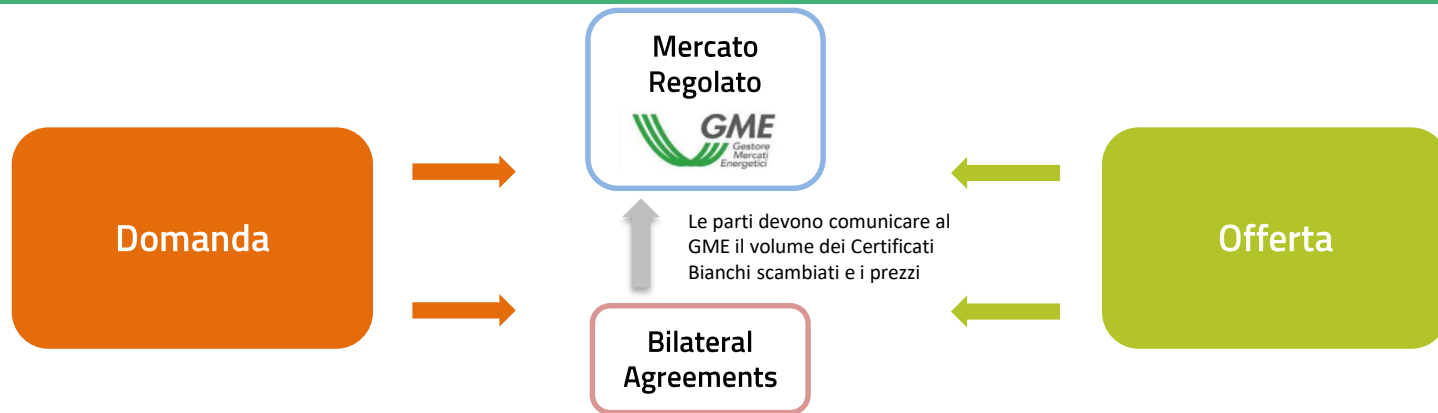 Mercato
Regolato
GME
Gestore
Mercati
Energetici
Domanda
Le parti devono comunicare al
GME il volume dei Certificati
Bianchi scambiati e i prezzi
Offerta
Bilateral
Agreements